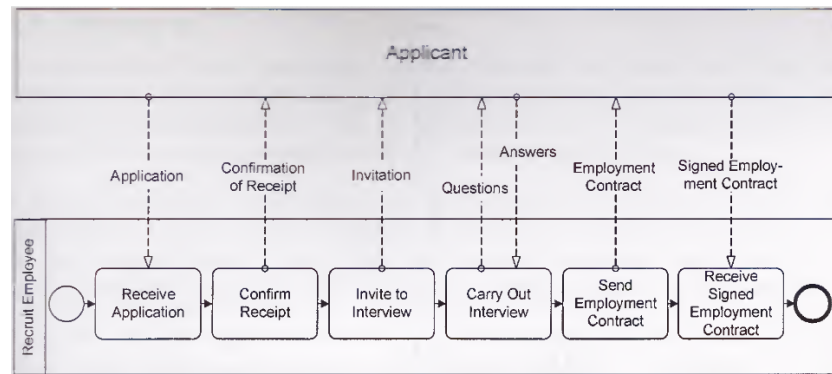 Applicant
Application
Confirmation
of Receipt
Invitation
Questions
Answers
Employment
Contract
Signed Employ-
ment Contract
Recruit Employee
Receive
Application
Confirm
Receipt
Invite to
Interview
Carry Out
Interview
Send
Employment
Contract
Receive
Signed
Employment
Contract